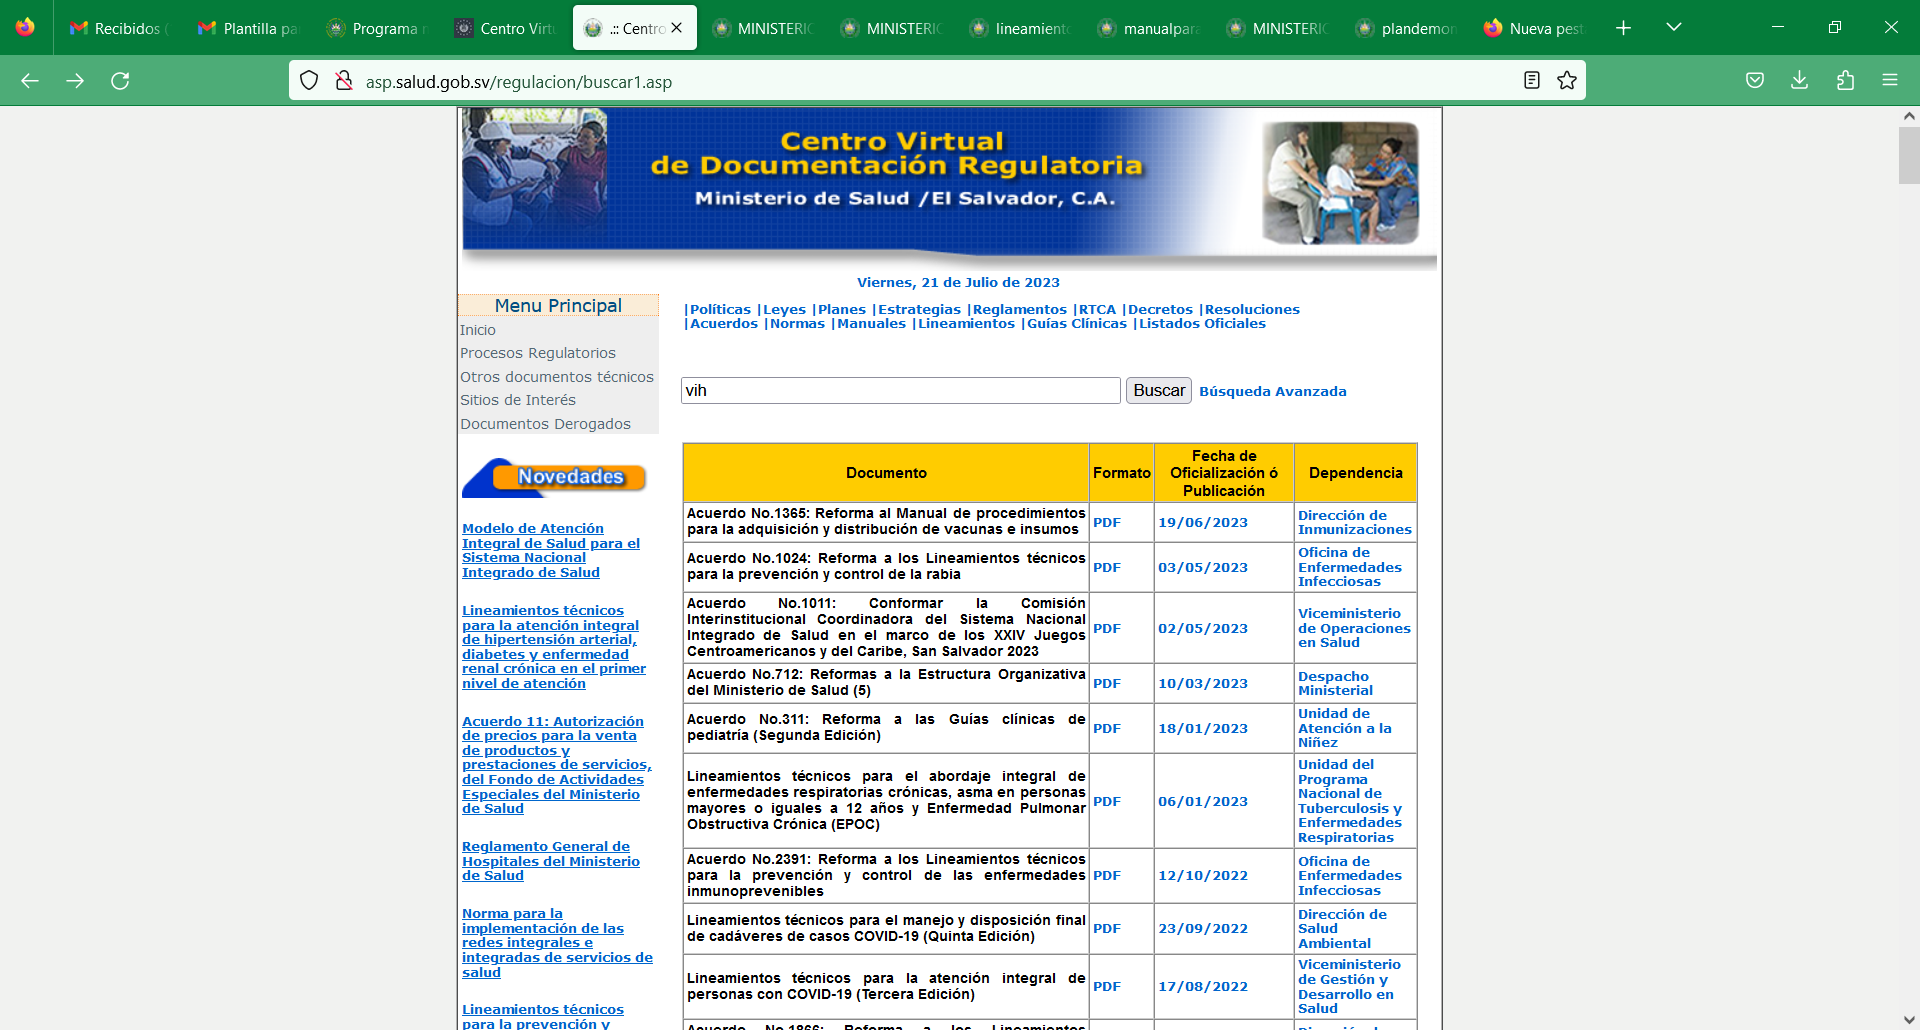 Recibidos (
Plantilla pa
Programa n
Centro Virtu
.:: Centro
MINISTERIO
MINISTERIO
lineamiento
manualpara
MINISTERIO
plandemon
Nueva pest
asp.salud.gob.sv/regulacion/buscar1.asp
Centro Virtual
de Documentación Regulatoria
Ministerio de Salud /El Salvador, C.A.
Viernes, 21 de Julio de 2023
Menu Principal
Inicio
Procesos Regulatorios
Otros documentos técnicos
Sitios de Interés
Documentos Derogados
|Políticas |Leyes |Planes |Estrategias |Reglamentos |RTCA |Decretos |Resoluciones
|Acuerdos |Normas |Manuales |Lineamientos |Guías Clínicas |Listados Oficiales
vih
Buscar
Búsqueda Avanzada
Novedades
Modelo de Atención
Integral de Salud para el
Sistema Nacional
Integrado de Salud
Lineamientos técnicos
para la atención integral
de hipertensión arterial,
diabetes y enfermedad
renal crónica en el primer
nivel de atención
Acuerdo 11: Autorización
de precios para la venta
de productos y
prestaciones de servicios,
del Fondo de Actividades
Especiales del Ministerio
de Salud
Reglamento General de
Hospitales del Ministerio
de Salud
Norma para la
implementación de las
redes integrales e
integradas de servicios de
salud
Lineamientos técnicos
para la prevención y
Documento
Formato
Fecha de
Oficialización ó
Publicación
Dependencia
Acuerdo No.1365: Reforma al Manual de procedimientos
para la adquisición y distribución de vacunas e insumos
PDF
19/06/2023
Dirección de
Inmunizaciones
Acuerdo No.1024: Reforma a los Lineamientos técnicos
para la prevención y control de la rabia
PDF
03/05/2023
Oficina de
Enfermedades
Infecciosas
Acuerdo No.1011: Conformar la Comisión
Interinstitucional Coordinadora del Sistema Nacional
Integrado de Salud en el marco de los XXIV Juegos
Centroamericanos y del Caribe, San Salvador 2023
PDF
02/05/2023
Viceministerio
de Operaciones
en Salud
Acuerdo No.712: Reformas a la Estructura Organizativa
del Ministerio de Salud (5)
PDF
10/03/2023
Despacho
Ministerial
Acuerdo No.311: Reforma a las Guías clínicas de
pediatría (Segunda Edición)
PDF
18/01/2023
Unidad de
Atención a la
Niñez
Lineamientos técnicos para el abordaje integral de
enfermedades respiratorias crónicas, asma en personas
mayores o iguales a 12 años y Enfermedad Pulmonar
Obstructiva Crónica (EPOC)
PDF
06/01/2023
Unidad del
Programa
Nacional de
Tuberculosis y
Enfermedades
Respiratorias
Acuerdo No.2391: Reforma a los Lineamientos técnicos
para la prevención y control de las enfermedades
inmunoprevenibles
PDF
12/10/2022
Oficina de
Enfermedades
Infecciosas
Lineamientos técnicos para el manejo y disposición final
de cadáveres de casos COVID-19 (Quinta Edición)
PDF
23/09/2022
Dirección de
Salud
Ambiental
Lineamientos técnicos para la atención integral de
personas con COVID-19 (Tercera Edición)
PDF
17/08/2022
Viceministerio
de Gestión y
Desarrollo en
Salud
Acuerdo No.1866: Reforma a los Lineamientos